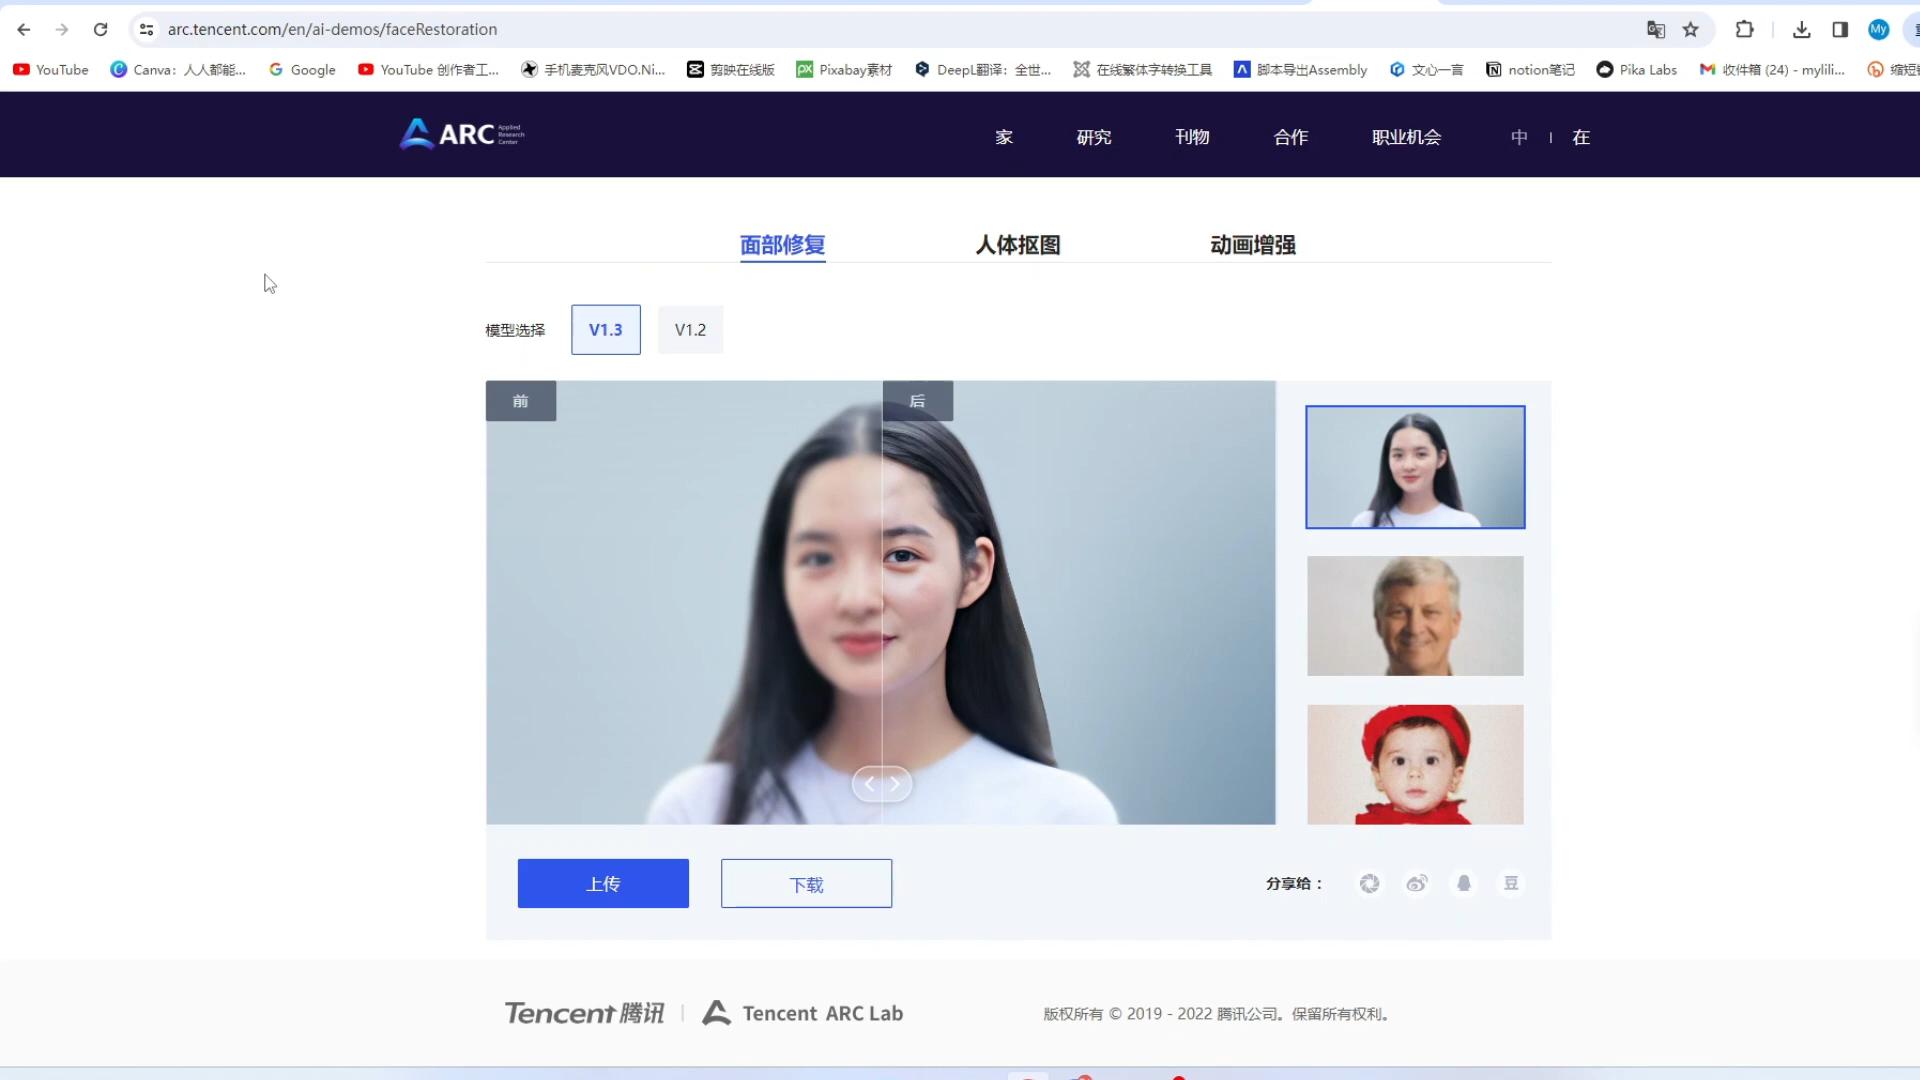 arc.tencent.com/en/ai-demos/faceRestoration
My
YouTube
Canva：人人都能...
Google
YouTube 创作者工...
手机麦克风VDO.Ni...
剪映在线版
Pixabay素材
DeepL翻译：全世...
在线繁体字转换工具
脚本导出Assembly
文心一言
notion笔记
Pika Labs
收件箱 (24) - mylili...
缩短
ARC Applied Research Center
家
研究
刊物
合作
职业机会
中
在
面部修复
人体抠图
动画增强
模型选择
V1.3
V1.2
前
后
上传
下载
分享给：
豆
Tencent 腾讯
Tencent ARC Lab
版权所有 © 2019 - 2022 腾讯公司。保留所有权利。